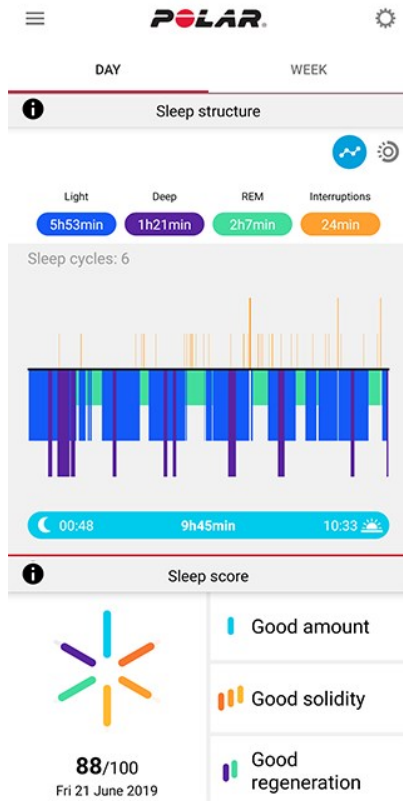 POLAR.
DAY
WEEK
Sleep structure
Light Deep REM Interruptions
5h53min 1h21min 2h7min 24min
Sleep cycles: 6
00:48 9h45min 10:33
Sleep score
Good amount
Good solidity
Good
regeneration
88/100
Fri 21 June 2019